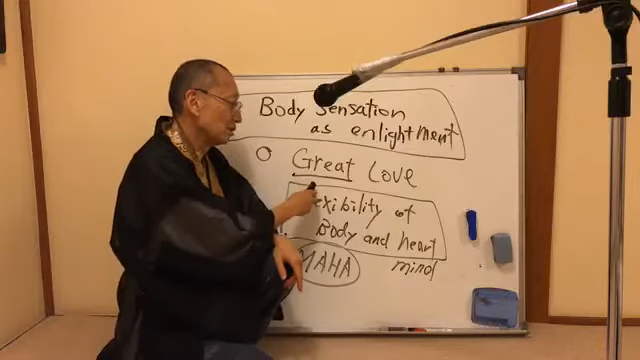 Body Sensation
as enlightment
Great Love
exibility of
Body and heart
MAHA mind